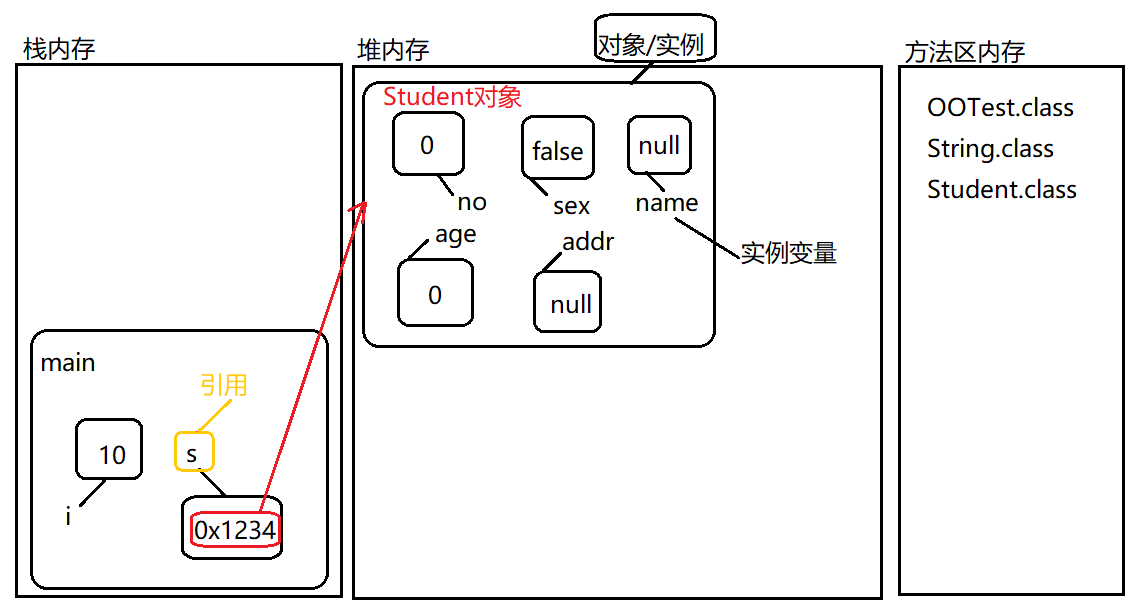 栈内存
main
引用
10
s
i
0x1234
堆内存
对象/实例
Student对象
0
false
null
no
sex
name
age
addr
实例变量
0
null
方法区内存
OOTest.class
String.class
Student.class